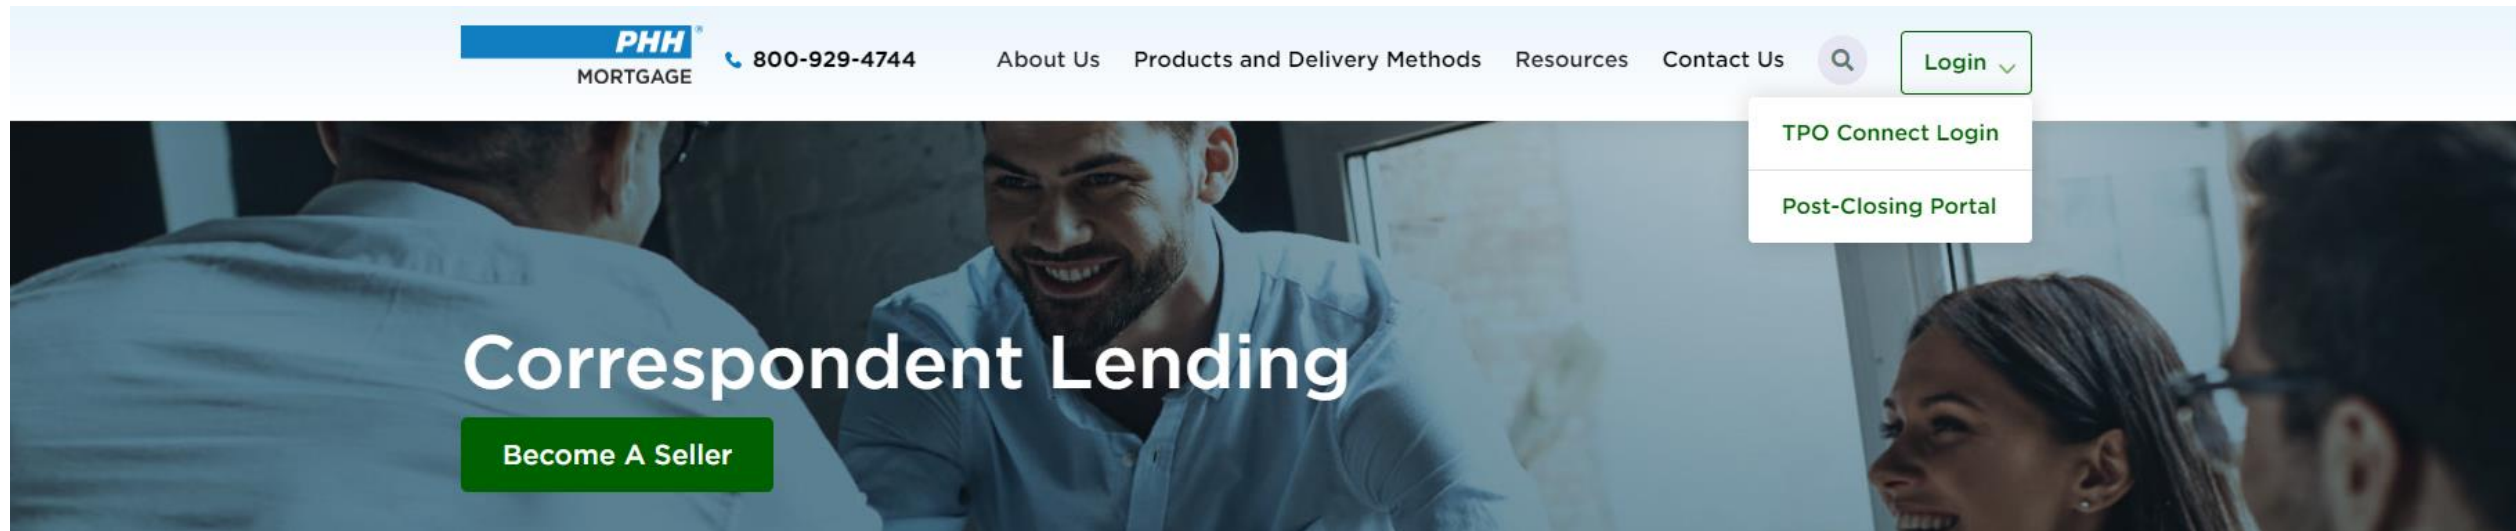 PHH®
MORTGAGE
800-929-4744
About Us
Products and Delivery Methods
Resources
Contact Us
Login
TPO Connect Login
Post-Closing Portal
Correspondent Lending
Become A Seller